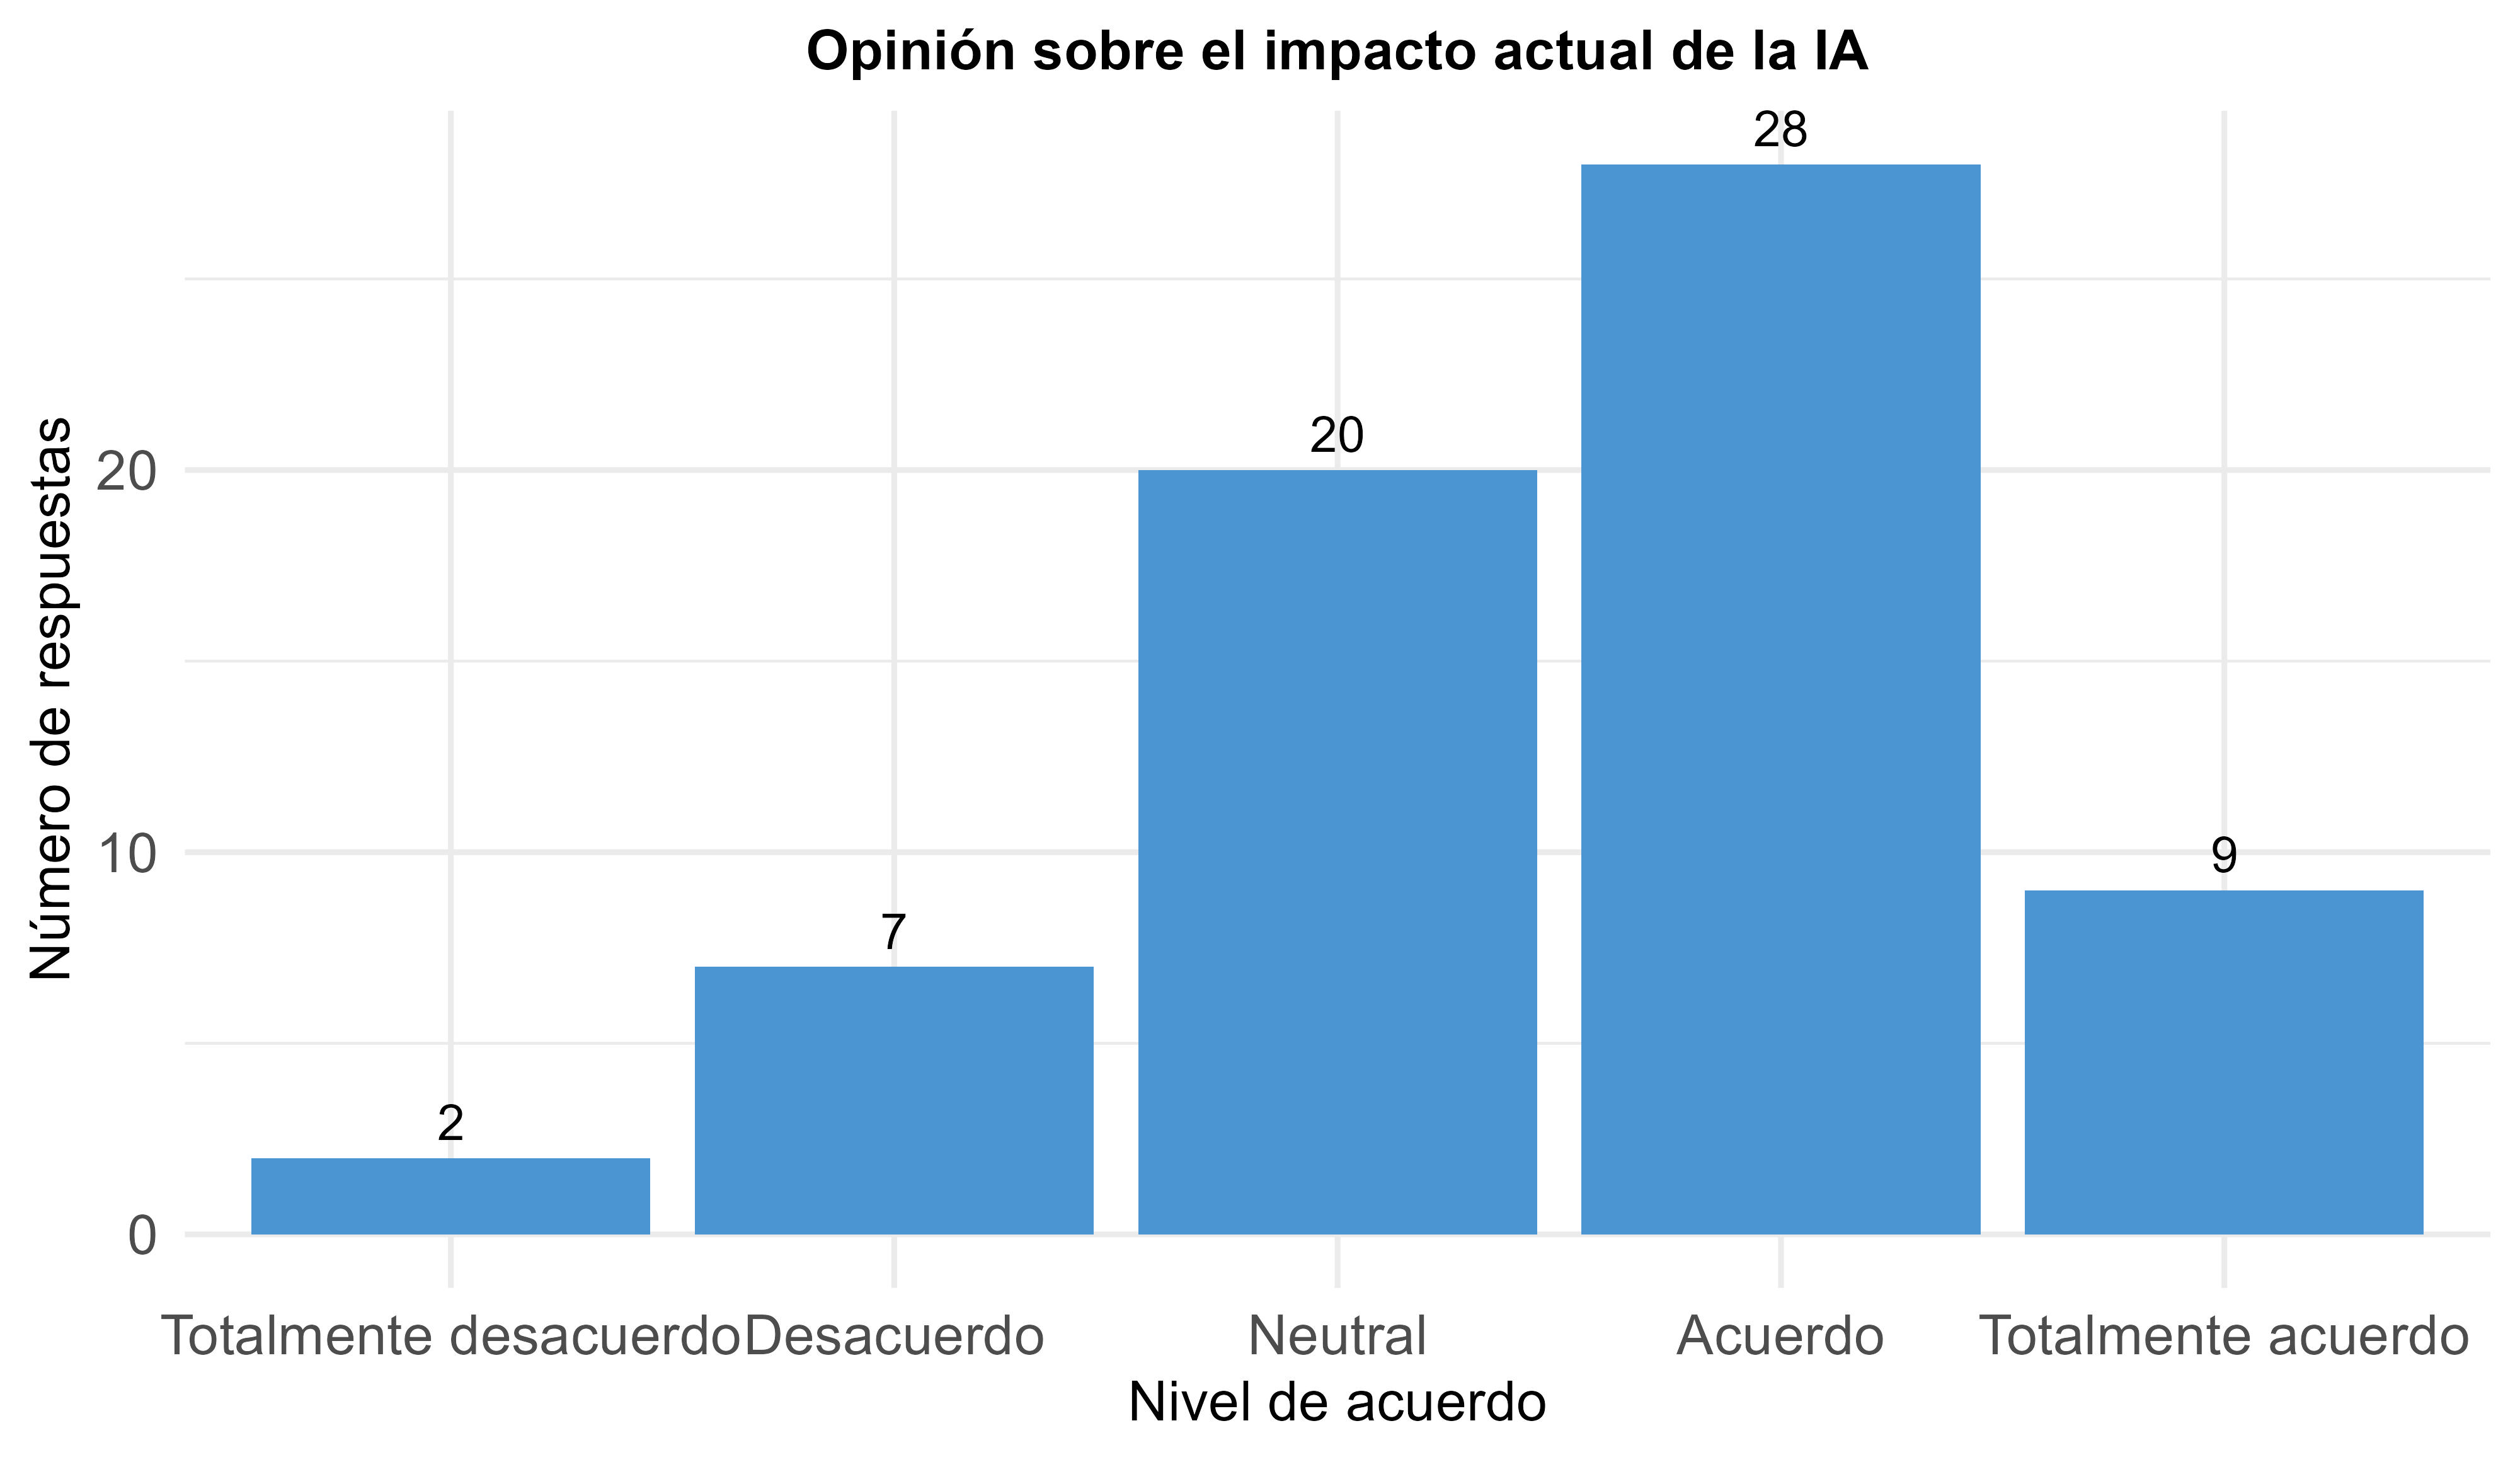 Opinión sobre el impacto actual de la IA
28
20
20
Número de respuestas
10
9
7
2
0
Totalmente desacuerdo Desacuerdo Neutral Acuerdo Totalmente acuerdo
Nivel de acuerdo